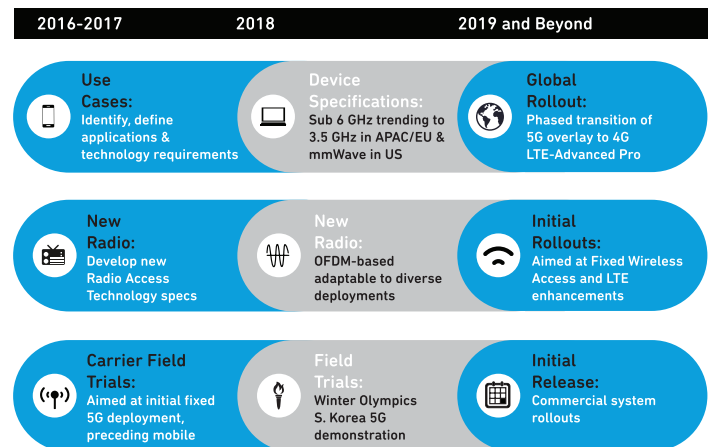 2016-2017
2018
2019 and Beyond
Use
Cases:
Identify, define
applications &
technology requirements
Device
Specifications:
Sub 6 GHz trending to
3.5 GHz in APAC/EU &
mmWave in US
Global
Rollout:
Phased transition of
5G overlay to 4G
LTE-Advanced Pro
New
Radio:
Develop new
Radio Access
Technology specs
New
Radio:
OFDM-based
adaptable to diverse
deployments
Initial
Rollouts:
Aimed at Fixed Wireless
Access and LTE
enhancements
Carrier Field
Trials:
Aimed at initial fixed
5G deployment,
preceding mobile
Field
Trials:
Winter Olympics
S. Korea 5G
demonstration
Initial
Release:
Commercial system
rollouts